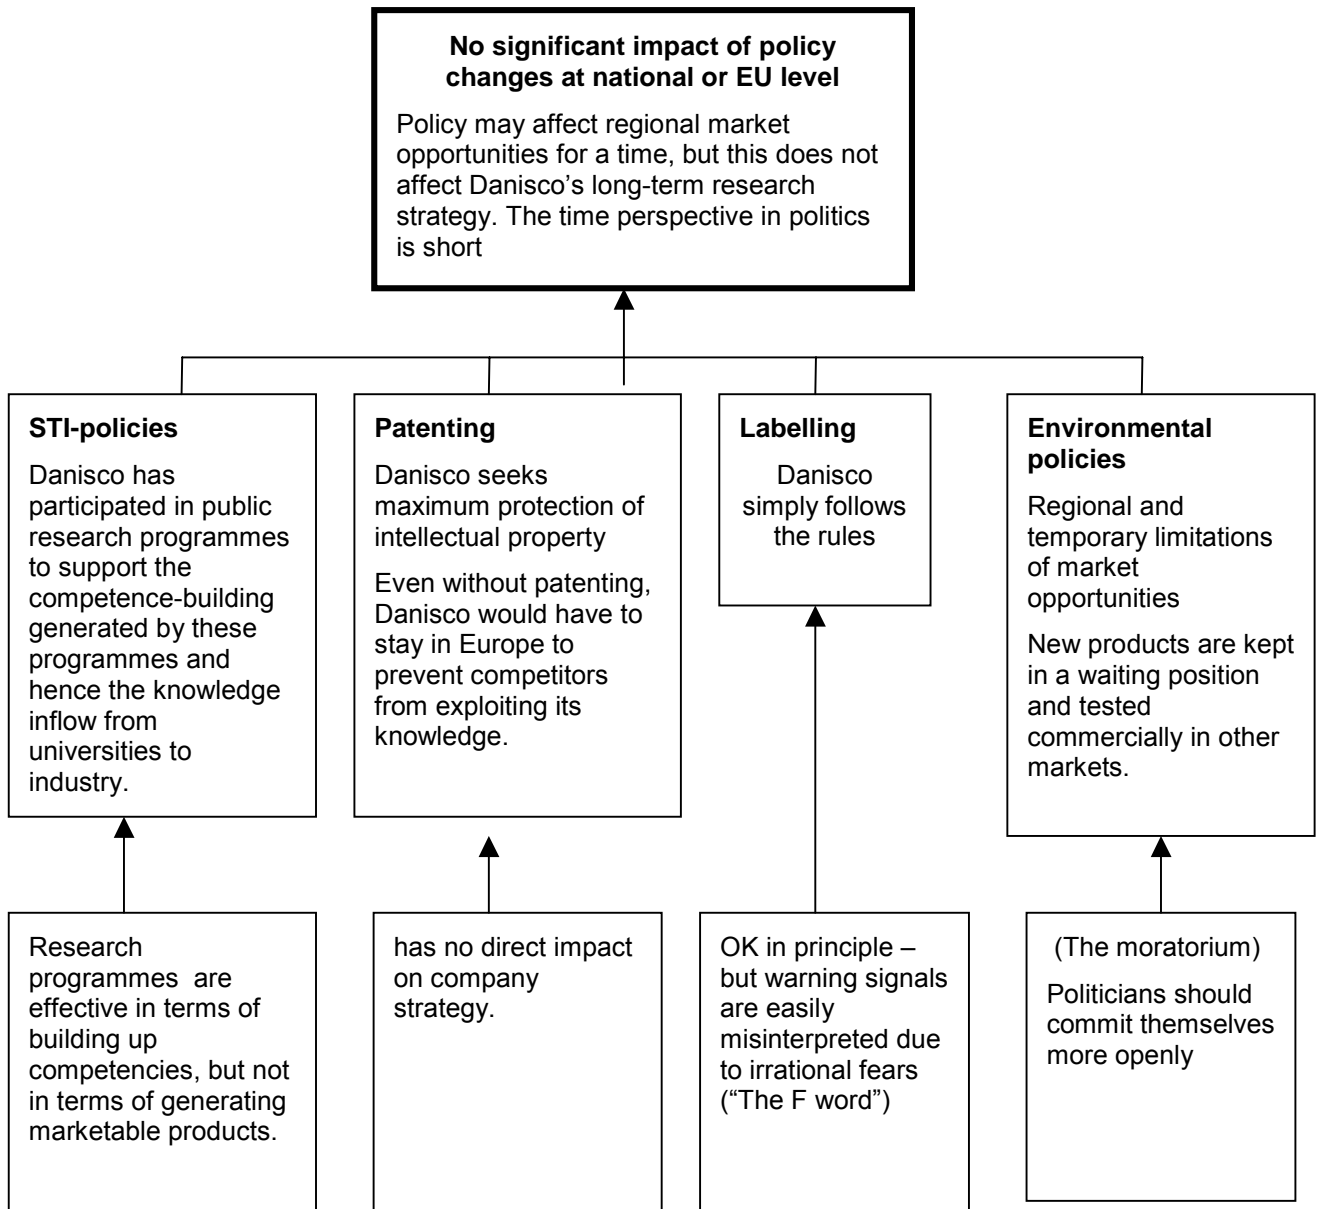 No significant impact of policy
changes at national or EU level
Policy may affect regional market
opportunities for a time, but this does not
affect Danisco’s long-term research
strategy. The time perspective in politics
is short
STI-policies
Danisco has
participated in public
research programmes
to support the
competence-building
generated by these
programmes and
hence the knowledge
inflow from
universities to
industry.
Patenting
Danisco seeks
maximum protection of
intellectual property
Even without patenting,
Danisco would have to
stay in Europe to
prevent competitors
from exploiting its
knowledge.
Labelling
Danisco
simply follows
the rules
Environmental
policies
Regional and
temporary limitations
of market
opportunities
New products are kept
in a waiting position
and tested
commercially in other
markets.
Research
programmes are
effective in terms of
building up
competencies, but not
in terms of generating
marketable products.
has no direct impact
on company
strategy.
OK in principle –
but warning signals
are easily
misinterpreted due
to irrational fears
(“The F word”)
(The moratorium)
Politicians should
commit themselves
more openly